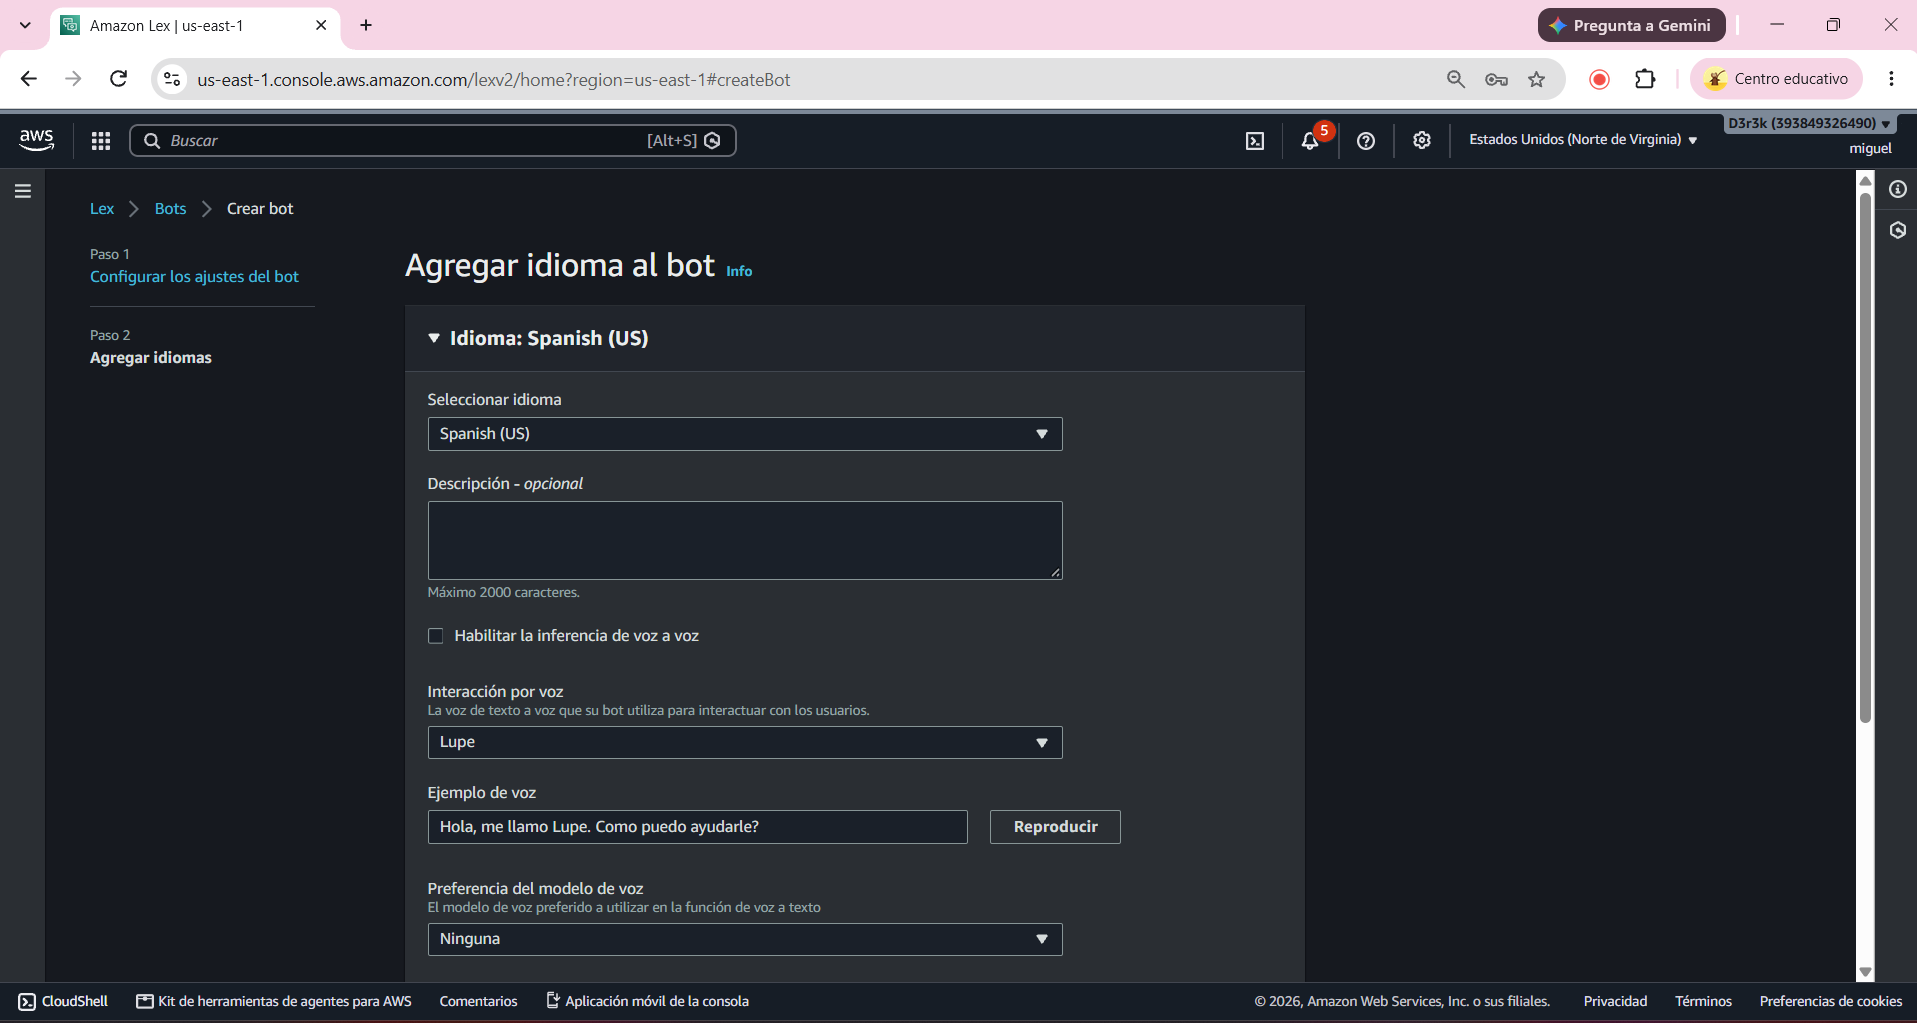 Amazon Lex | us-east-1
Pregunta a Gemini
us-east-1.console.aws.amazon.com/lexv2/home?region=us-east-1#createBot
Centro educativo
aws
Buscar
[Alt+S]
5
Estados Unidos (Norte de Virginia)
D3r3k (393849326490)
miguel
Lex
Bots
Crear bot
Paso 1
Configurar los ajustes del bot
Paso 2
Agregar idiomas
Agregar idioma al bot
Info
Idioma: Spanish (US)
Seleccionar idioma
Spanish (US)
Descripción - opcional
Máximo 2000 caracteres.
Habilitar la inferencia de voz a voz
Interacción por voz
La voz de texto a voz que su bot utiliza para interactuar con los usuarios.
Lupe
Ejemplo de voz
Hola, me llamo Lupe. Como puedo ayudarle?
Reproducir
Preferencia del modelo de voz
El modelo de voz preferido a utilizar en la función de voz a texto
Ninguna
CloudShell
Kit de herramientas de agentes para AWS
Comentarios
Aplicación móvil de la consola
© 2026, Amazon Web Services, Inc. o sus filiales.
Privacidad
Términos
Preferencias de cookies